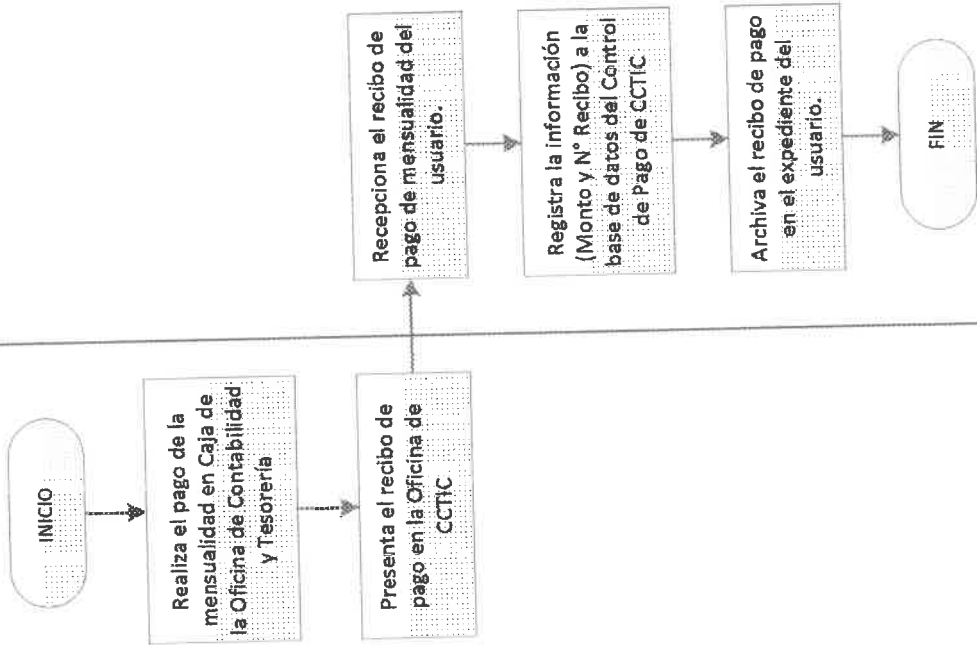 INICIO
Realiza el pago de la
mensualidad en Caja de
la Oficina de Contabilidad
y Tesorería
Presenta el recibo de
pago en la Oficina de
CCTIC
Recepciona el recibo de
pago de mensualidad del
usuario.
Registra la información
(Monto y N° Recibo) a la
base de datos del Control
de Pago de CCTIC
Archiva el recibo de pago
en el expediente del
usuario.
FIN